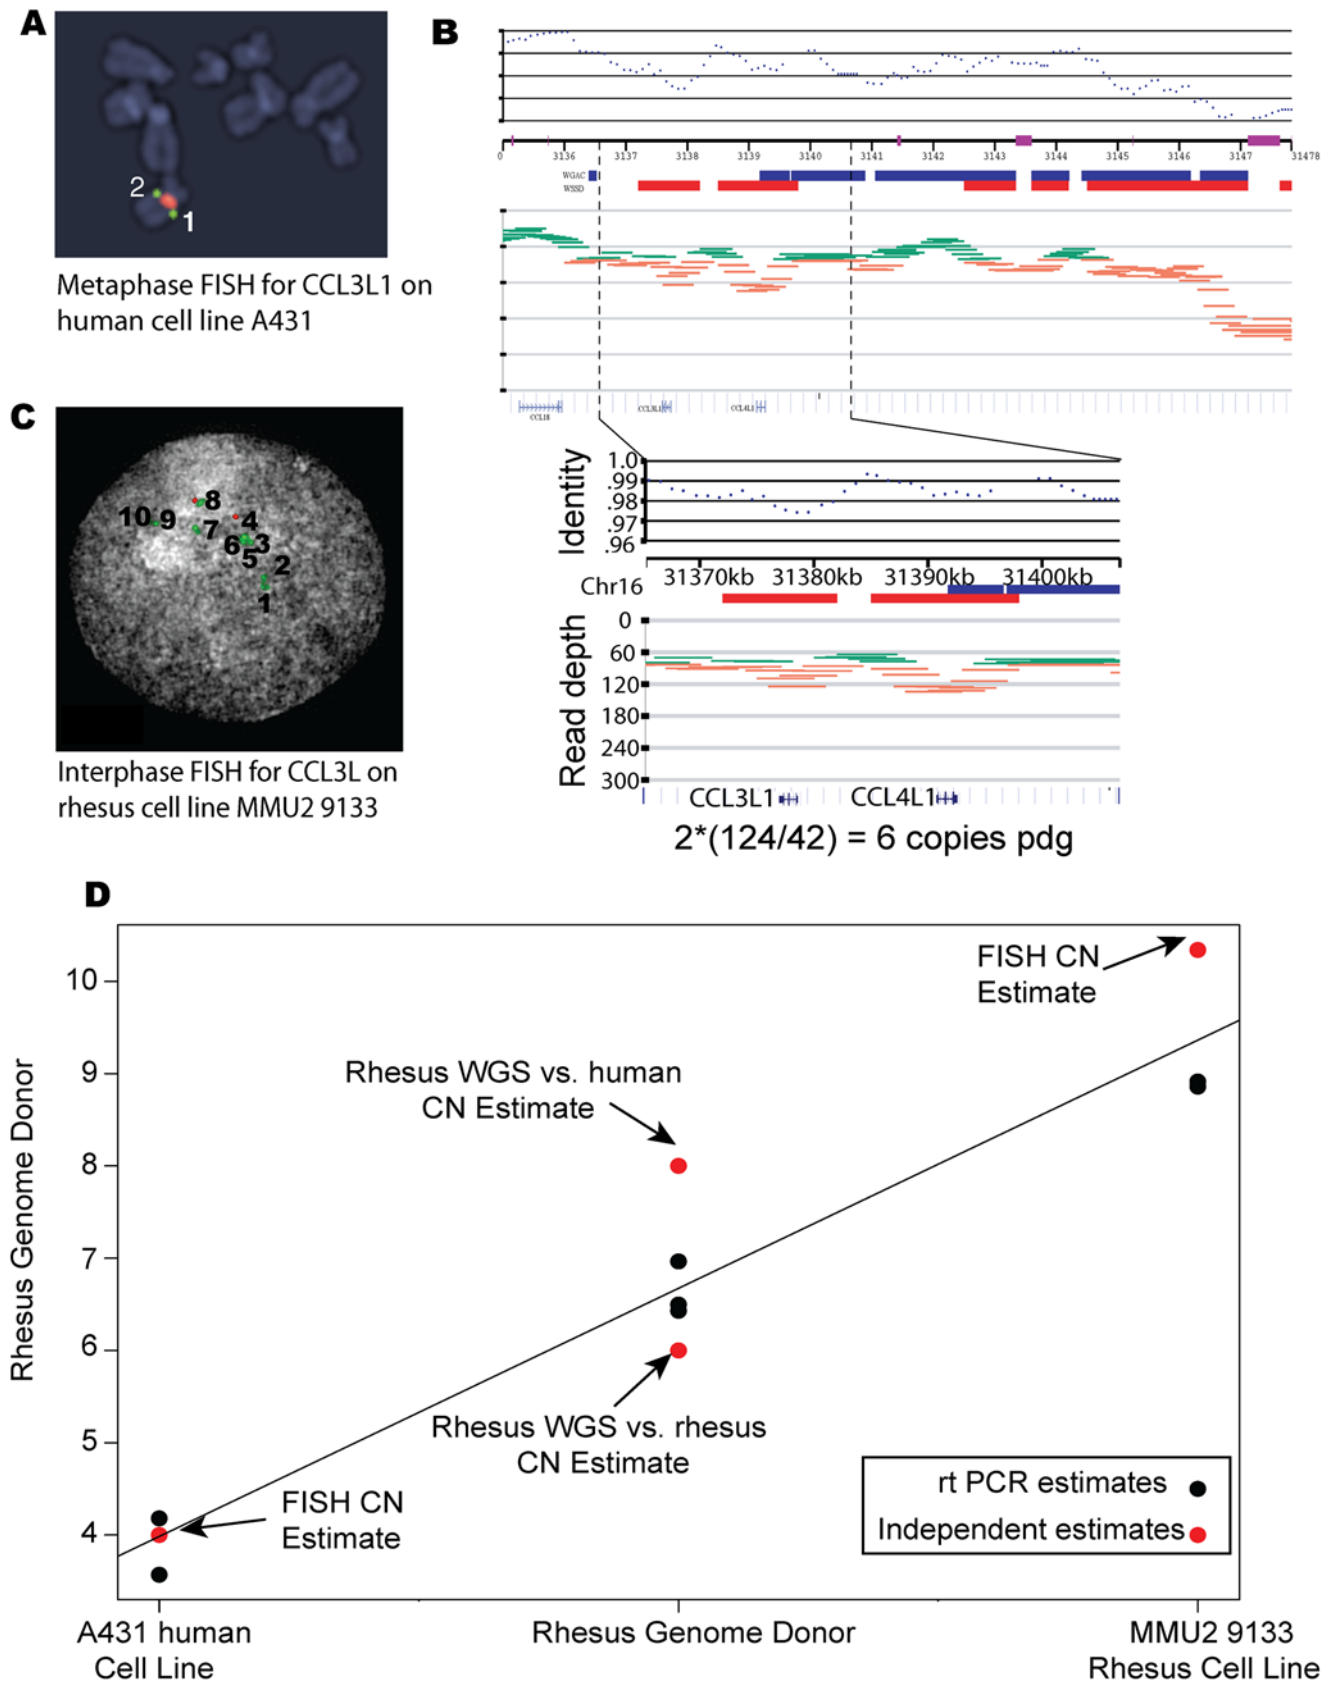 A
2
1
Metaphase FISH for CCL3L1 on
human cell line A431
B
0 3136 3137 3138 3139 3140 3141 3142 3143 3144 3145 3146 3147 31478
WGAC
WSSD
CCL18
CCL3L1
CCL4L1
C
8
10 9
7
4
6 3
5
2
1
Interphase FISH for CCL3L on
rhesus cell line MMU2 9133
Identity
1.0
.99
.98
.97
.96
31370kb 31380kb 31390kb 31400kb
Chr16
Read depth
0
60
120
180
240
300
CCL3L1 CCL4L1
2*(124/42) = 6 copies pdg
D
Rhesus Genome Donor
10
9
8
7
6
5
4
FISH CN
Estimate
Rhesus WGS vs. human
CN Estimate
Rhesus WGS vs. rhesus
CN Estimate
FISH CN
Estimate
rt PCR estimates
Independent estimates
A431 human
Cell Line
Rhesus Genome Donor
MMU2 9133
Rhesus Cell Line